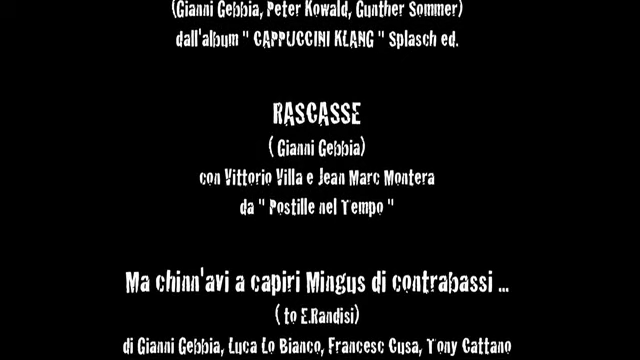 (Gianni Gebbia, Peter Kowald, Gunther Sommer)
dall'album " CAPPUCCINI KLANG " Splasch ed.
RASCASSE
( Gianni Gebbia)
con Vittorio Villa e Jean Marc Montera
da " Postille nel Tempo "
Ma chinn'avi a capiri Mingus di contrabassi ...
( to E.Randisi)
di Gianni Gebbia, Luca Lo Bianco, Francesc Cusa, Tony Cattano